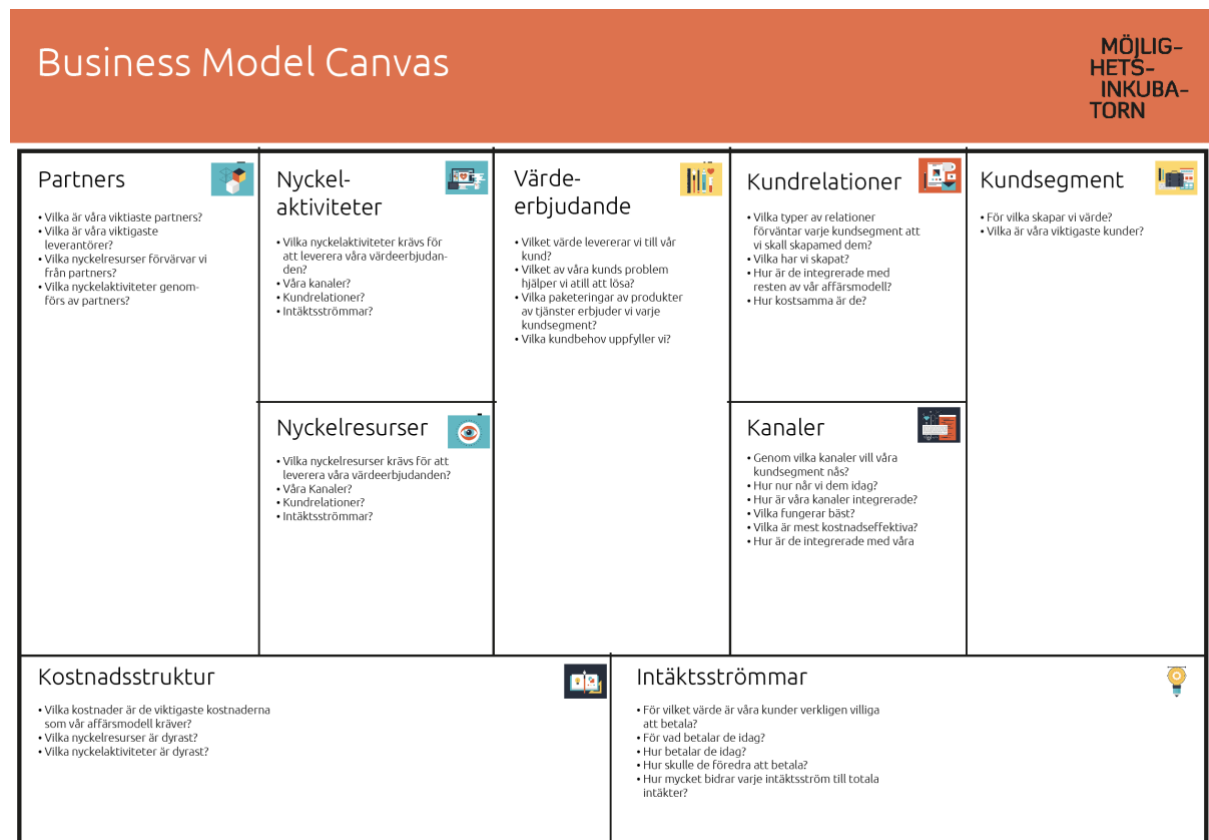 Business Model Canvas
MÖJLIG-
HETS-
INKUBA-
TORN
Partners
• Vilka är våra viktiaste partners?
• Vilka är våra viktigaste
leverantörer?
• Vilka nyckelresurser förvärvar vi
från partners?
• Vilka nyckelaktiviteter genom-
förs av partners?
Nyckel-
aktiviteter
• Vilka nyckelaktiviteter krävs för
att leverera våra värdeerbjudan-
den?
• Våra kanaler?
• Kundrelationer?
• Intäktsströmmar?
Nyckelresurser
• Vilka nyckelresurser krävs för att
leverera våra värdeerbjudanden?
• Våra Kanaler?
• Kundrelationer?
• Intäktsströmmar?
Värde-
erbjudande
• Vilket värde levererar vi till vår
kund?
• Vilket av våra kunds problem
hjälper vi atill att lösa?
• Vilka paketeringar av produkter
av tjänster erbjuder vi varje
kundsegment?
• Vilka kundbehov uppfyller vi?
Kundrelationer
• Vilka typer av relationer
förväntar varje kundsegment att
vi skall skapamed dem?
• Vilka har vi skapat?
• Hur är de integrerade med
resten av vår affärsmodell?
• Hur kostsamma är de?
Kanaler
• Genom vilka kanaler vill våra
kundsegment nås?
• Hur nur når vi dem idag?
• Hur är våra kanaler integrerade?
• Vilka fungerar bäst?
• Vilka är mest kostnadseffektiva?
• Hur är de integrerade med våra
Kundsegment
• För vilka skapar vi värde?
• Vilka är våra viktigaste kunder?
Kostnadsstruktur
• Vilka kostnader är de viktigaste kostnaderna
som vår affärsmodell kräver?
• Vilka nyckelresurser är dyrast?
• Vilka nyckelaktiviteter är dyrast?
Intäktsströmmar
• För vilket värde är våra kunder verkligen villiga
att betala?
• För vad betalar de idag?
• Hur betalar de idag?
• Hur skulle de föredra att betala?
• Hur mycket bidrar varje intäktsström till totala
intäkter?